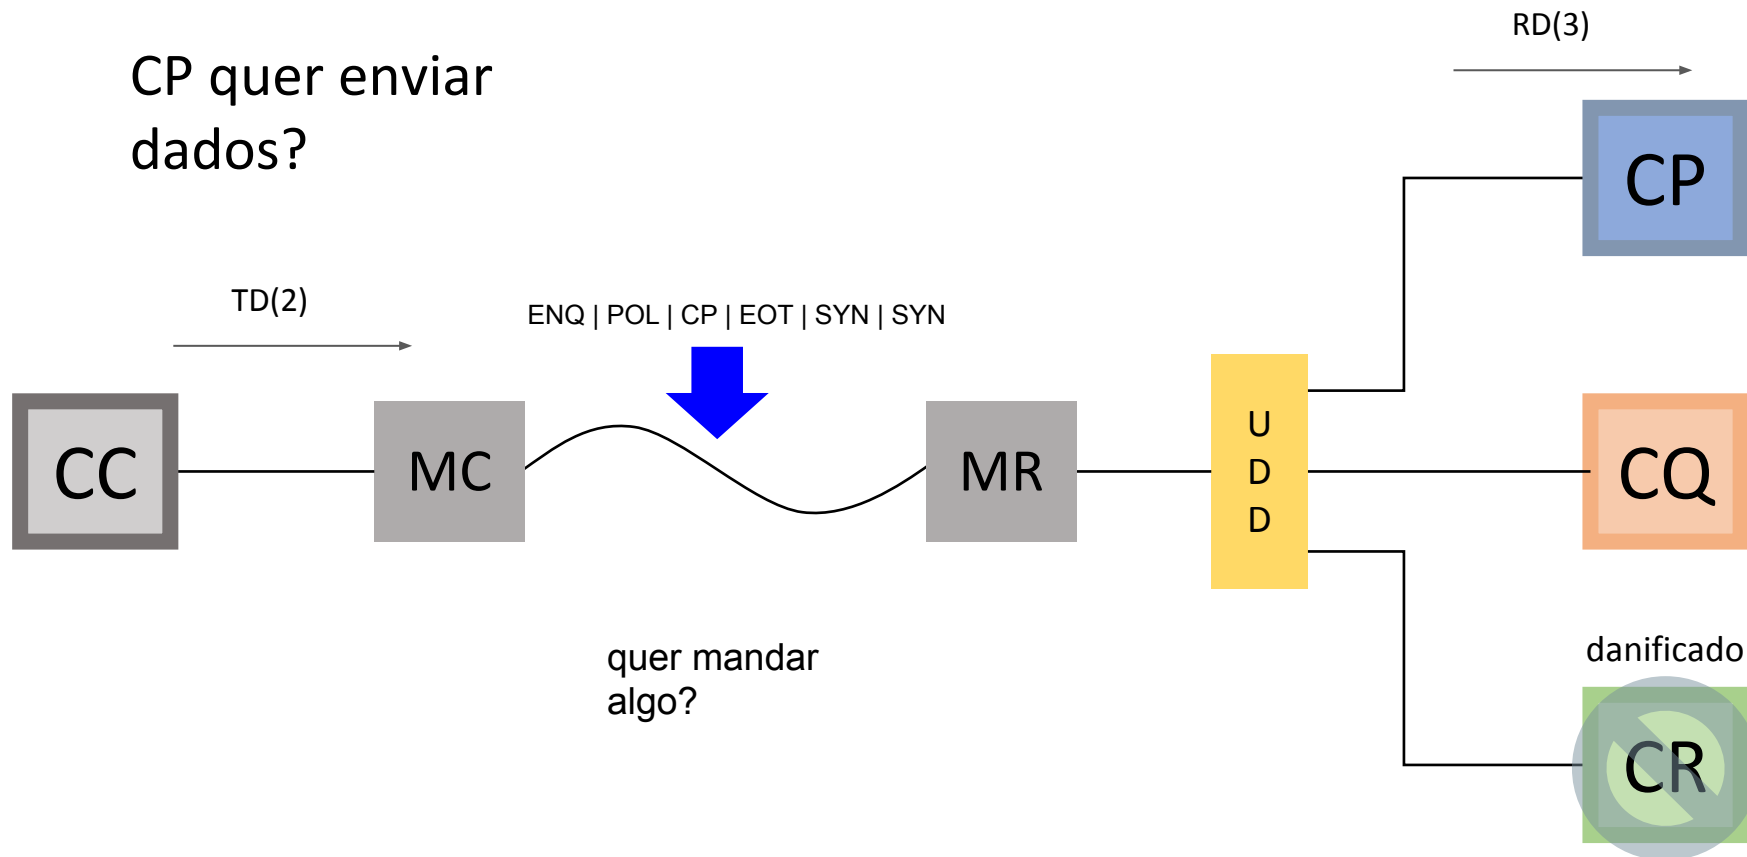 RD(3)
CP quer enviar
dados?
CP
TD(2)
ENQ | POL | CP | EOT | SYN | SYN
CC
MC
MR
U
D
D
CQ
quer mandar
algo?
danificado
CR